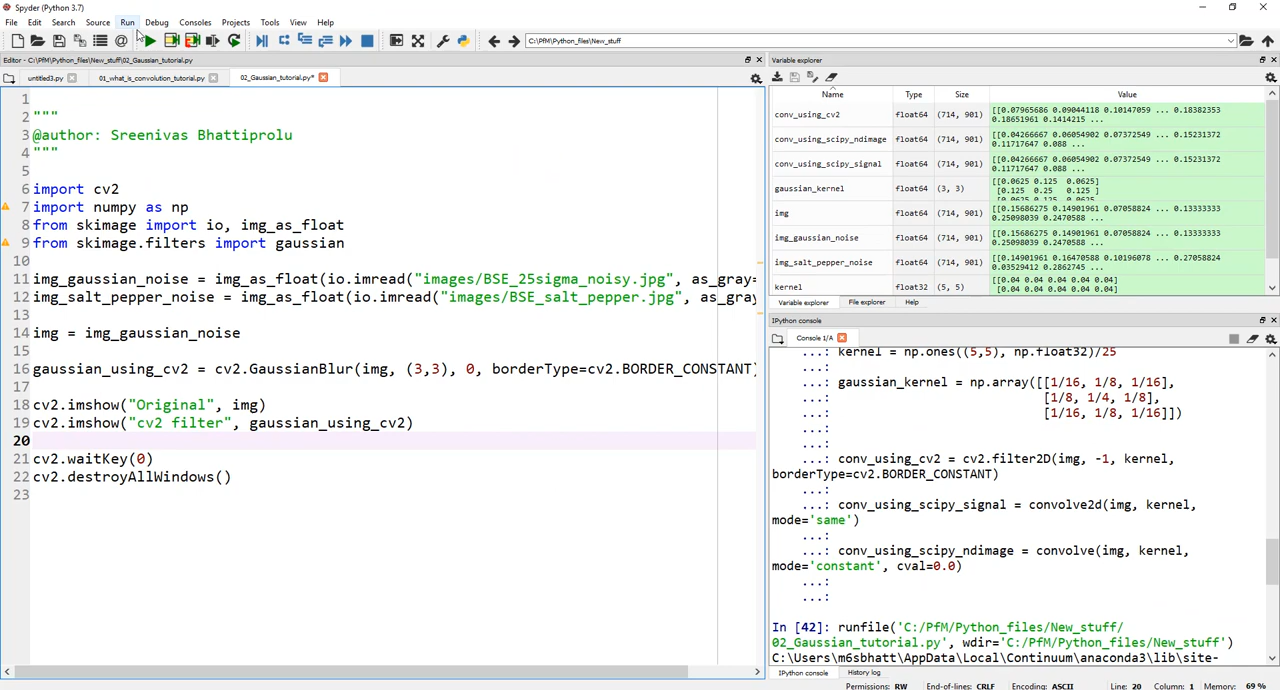 Spyder (Python 3.7)
File Edit Search Source Run Debug Consoles Projects Tools View Help
C:\PfM\Python_files\New_stuff
Editor - C:\PfM\Python_files\New_stuff\02_Gaussian_tutorial.py
untitled3.py 01_what_is_convolution_tutorial.py 02_Gaussian_tutorial.py*
1
2 """
3 @author: Sreenivas Bhattiprolu
4 """
5
6 import cv2
7 import numpy as np
8 from skimage import io, img_as_float
9 from skimage.filters import gaussian
10
11 img_gaussian_noise = img_as_float(io.imread("images/BSE_25sigma_noisy.jpg", as_gray=
12 img_salt_pepper_noise = img_as_float(io.imread("images/BSE_salt_pepper.jpg", as_gray
13
14 img = img_gaussian_noise
15
16 gaussian_using_cv2 = cv2.GaussianBlur(img, (3,3), 0, borderType=cv2.BORDER_CONSTANT)
17
18 cv2.imshow("Original", img)
19 cv2.imshow("cv2 filter", gaussian_using_cv2)
20
21 cv2.waitKey(0)
22 cv2.destroyAllWindows()
23
Variable explorer
Name Type Size Value
conv_using_cv2 float64 (714, 901) [[0.07965686 0.09044118 0.10147059 ... 0.18382353
0.18651961 0.1414215 ...
conv_using_scipy_ndimage float64 (714, 901) [[0.04266667 0.06054902 0.07372549 ... 0.15231372
0.11717647 0.088 ...
conv_using_scipy_signal float64 (714, 901) [[0.04266667 0.06054902 0.07372549 ... 0.15231372
0.11717647 0.088 ...
gaussian_kernel float64 (3, 3) [[0.0625 0.125 0.0625]
[0.125 0.25 0.125 ]
[0.0625 0.125 0.0625
img float64 (714, 901) [[0.15686275 0.14901961 0.07058824 ... 0.13333333
0.25098039 0.2470588 ...
img_gaussian_noise float64 (714, 901) [[0.15686275 0.14901961 0.07058824 ... 0.13333333
0.25098039 0.2470588 ...
img_salt_pepper_noise float64 (714, 901) [[0.14901961 0.16470588 0.10196078 ... 0.27058824
0.03529412 0.2862745 ...
kernel float32 (5, 5) [[0.04 0.04 0.04 0.04 0.04]
[0.04 0.04 0.04 0.04 0.04]
Variable explorer File explorer Help
IPython console
Console 1/A
...: kernel = np.ones((5,5), np.float32)/25
...:
...: gaussian_kernel = np.array([[1/16, 1/8, 1/16],
...: [1/8, 1/4, 1/8],
...: [1/16, 1/8, 1/16]])
...:
...:
...: conv_using_cv2 = cv2.filter2D(img, -1, kernel,
borderType=cv2.BORDER_CONSTANT)
...:
...: conv_using_scipy_signal = convolve2d(img, kernel,
mode='same')
...:
...: conv_using_scipy_ndimage = convolve(img, kernel,
mode='constant', cval=0.0)
...:
...:
In [42]: runfile('C:/PfM/Python_files/New_stuff/
02_Gaussian_tutorial.py', wdir='C:/PfM/Python_files/New_stuff')
C:\Users\m6sbhatt\AppData\Local\Continuum\anaconda3\lib\site-
IPython console History log
Permissions: RW End-of-lines: CRLF Encoding: ASCII Line: 20 Column: 1 Memory: 69 %